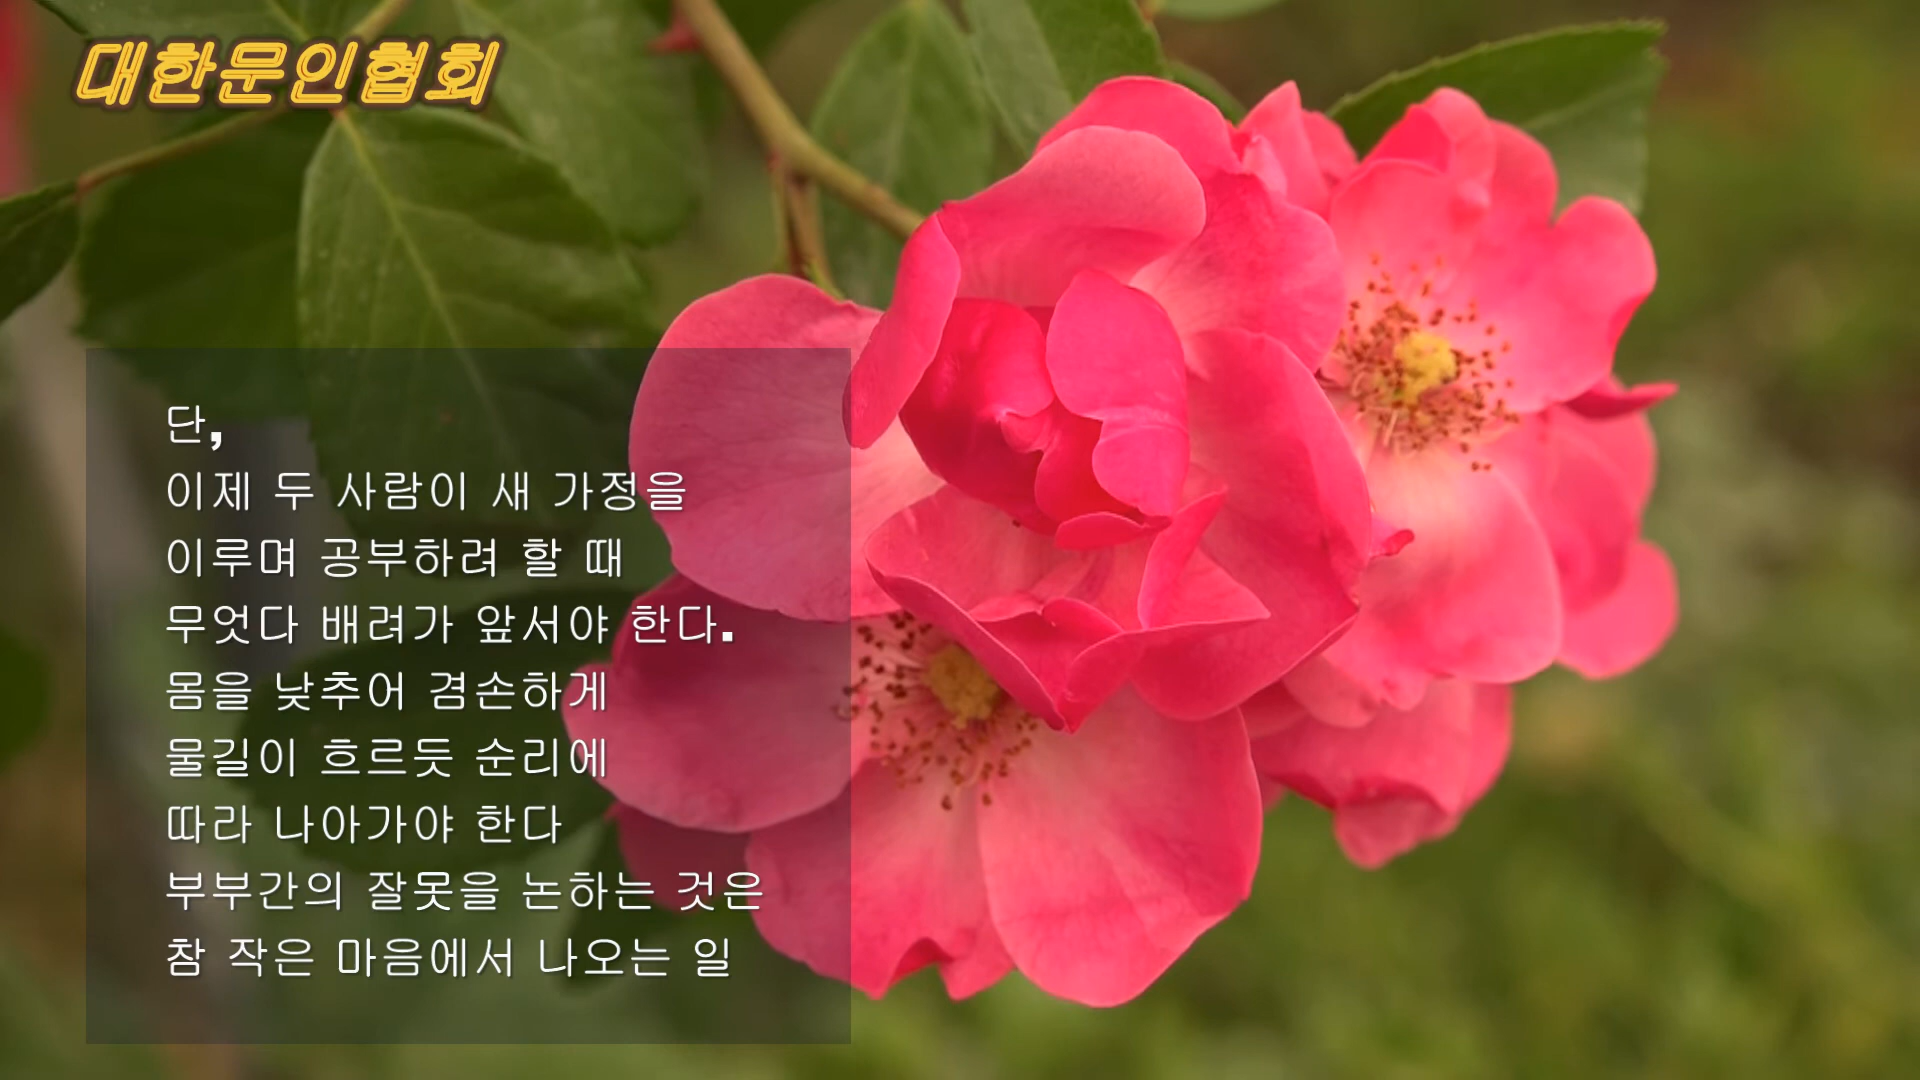 대한문인협회
단,
이제 두 사람이 새 가정을
이루며 공부하려 할 때
무엇다 배려가 앞서야 한다.
몸을 낮추어 겸손하게
물길이 흐르듯 순리에
따라 나아가야 한다
부부간의 잘못을 논하는 것은
참 작은 마음에서 나오는 일